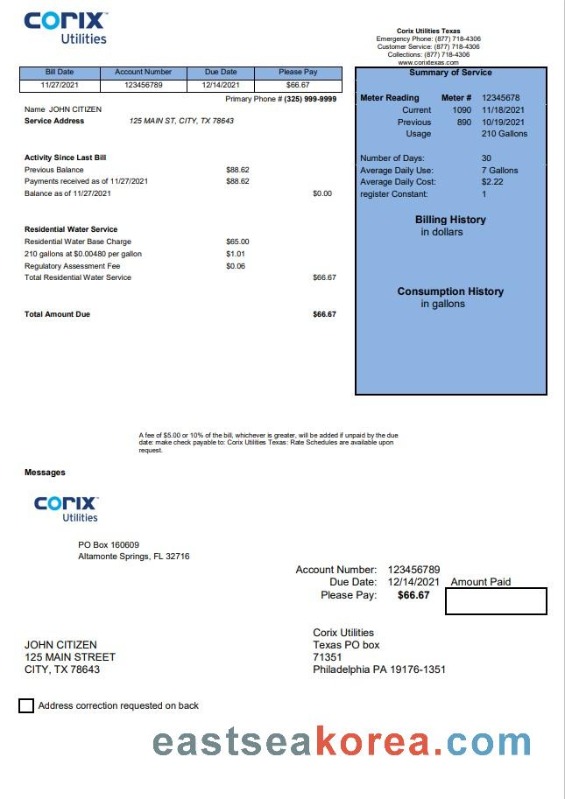 corix™
Utilities
Corix Utilities Texas
Emergency Phone: (877) 718-4306
Customer Service: (877) 718-4306
Collections: (877) 718-4306
www.corixtexas.com
Bill Date Account Number Due Date Please Pay
11/27/2021 123456789 12/14/2021 $66.67
Primary Phone # (325) 999-9999
Name JOHN CITIZEN
Service Address 125 MAIN ST, CITY, TX 78643
Activity Since Last Bill
Previous Balance $88.62
Payments received as of 11/27/2021 $88.62
Balance as of 11/27/2021 $0.00
Residential Water Service
Residential Water Base Charge $65.00
210 gallons at $0.00480 per gallon $1.01
Regulatory Assessment Fee $0.06
Total Residential Water Service $66.67
Total Amount Due $66.67
Summary of Service
Meter Reading Meter # 12345678
Current 1090 11/18/2021
Previous 890 10/19/2021
Usage 210 Gallons
Number of Days: 30
Average Daily Use: 7 Gallons
Average Daily Cost: $2.22
register Constant: 1
Billing History
in dollars
Consumption History
in gallons
A fee of $5.00 or 10% of the bill, whichever is greater, will be added if unpaid by the due
date: make check payable to: Corix Utilities Texas: Rate Schedules are available upon
request.
Messages
corix™
Utilities
PO Box 160609
Altamonte Springs, FL 32716
Account Number: 123456789
Due Date: 12/14/2021 Amount Paid
Please Pay: $66.67
JOHN CITIZEN
125 MAIN STREET
CITY, TX 78643
Corix Utilities
Texas PO box
71351
Philadelphia PA 19176-1351
Address correction requested on back
eastseakorea.com